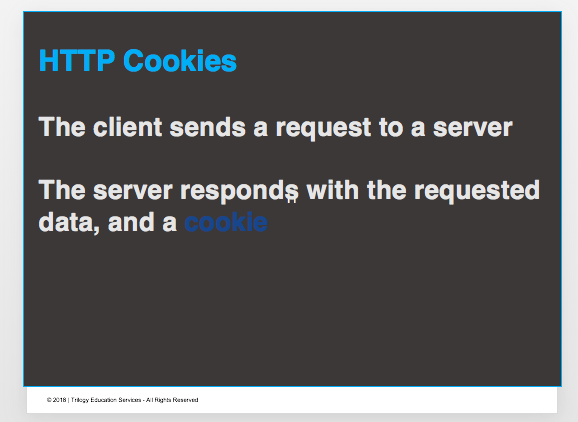 HTTP Cookies
The client sends a request to a server
The server responds with the requested
data, and a cookie
© 2018 | Trilogy Education Services - All Rights Reserved